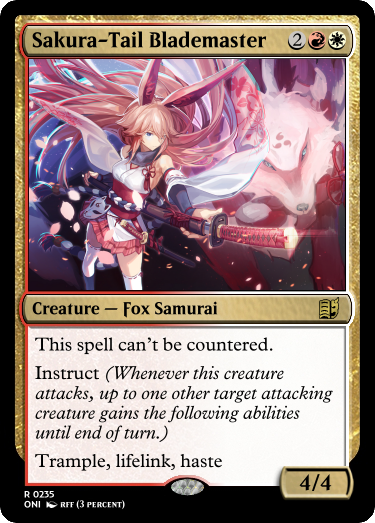 Sakura-Tail Blademaster 2
Creature — Fox Samurai
This spell can't be countered.
Instruct (Whenever this creature
attacks, up to one other target attacking
creature gains the following abilities
until end of turn.)
Trample, lifelink, haste
4/4
R 0235
ONI RFF (3 PERCENT)